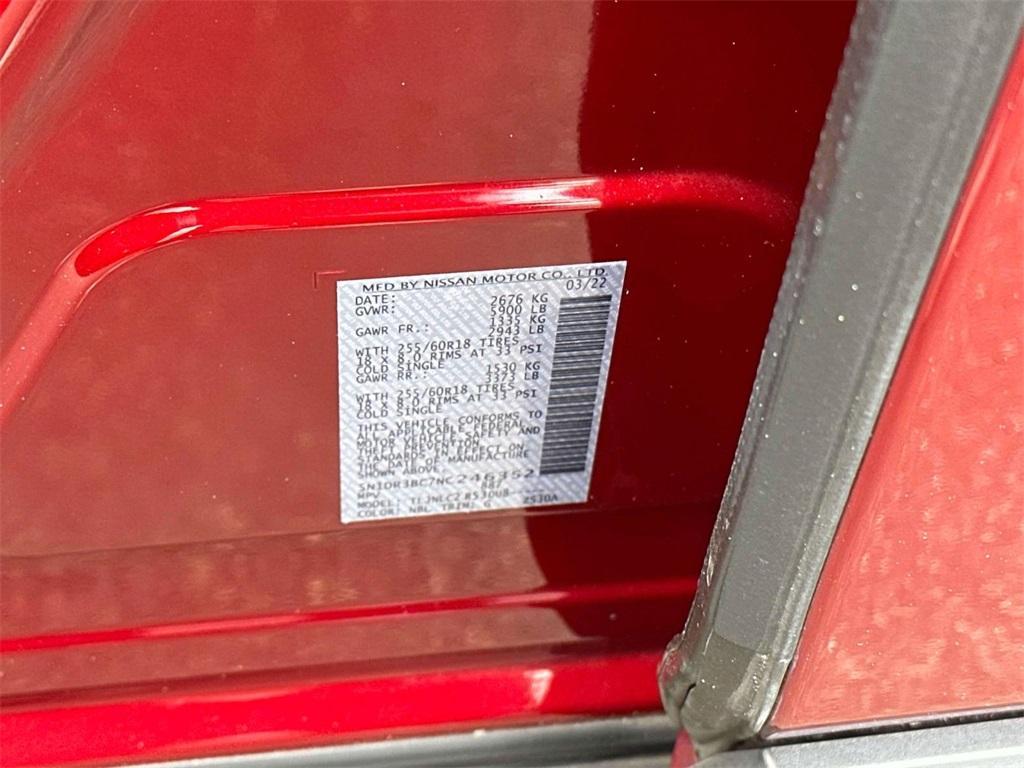 MFD BY NISSAN MOTOR CO., LTD.
DATE: 03/22
GVWR: 2676 KG
5900 LB
GAWR FR.: 1335 KG
2943 LB
WITH 255/60R18 TIRES,
18 X 8.0 RIMS AT 33 PSI
COLD SINGLE
GAWR RR.: 1530 KG
3373 LB
WITH 255/60R18 TIRES,
18 X 8.0 RIMS AT 33 PSI
COLD SINGLE
THIS VEHICLE CONFORMS TO
ALL APPLICABLE FEDERAL
MOTOR VEHICLE SAFETY AND
THEFT PREVENTION
STANDARDS IN EFFECT ON
THE DATE OF MANUFACTURE
SHOWN ABOVE.
5N1DR3BC7NC246352
MPV
MODEL:
COLOR: NBL TRIM: G